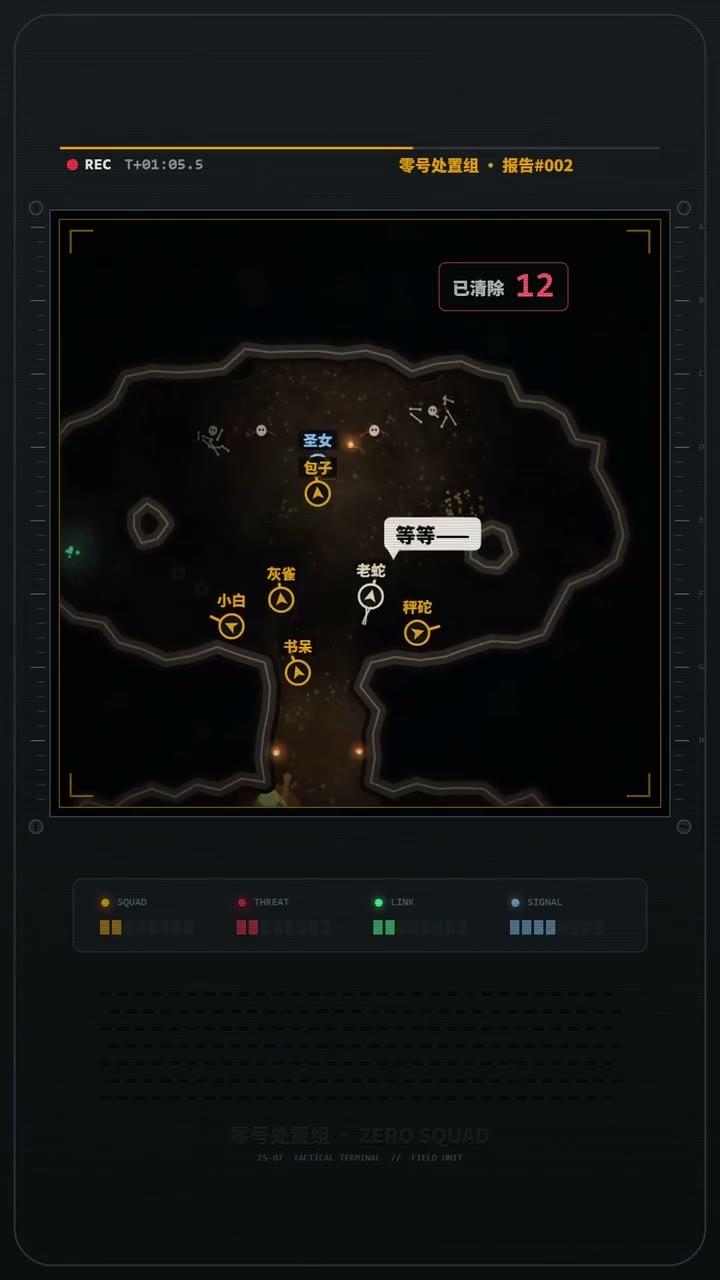 REC T+01:05.5 零号处置组 · 报告#002
已清除 12
圣女
包子
等等——
灰雀
老蛇
小白
秤砣
书呆
SQUAD THREAT LINK SIGNAL
零号处置组 · ZERO SQUAD
ZS-07 TACTICAL TERMINAL // FIELD UNIT